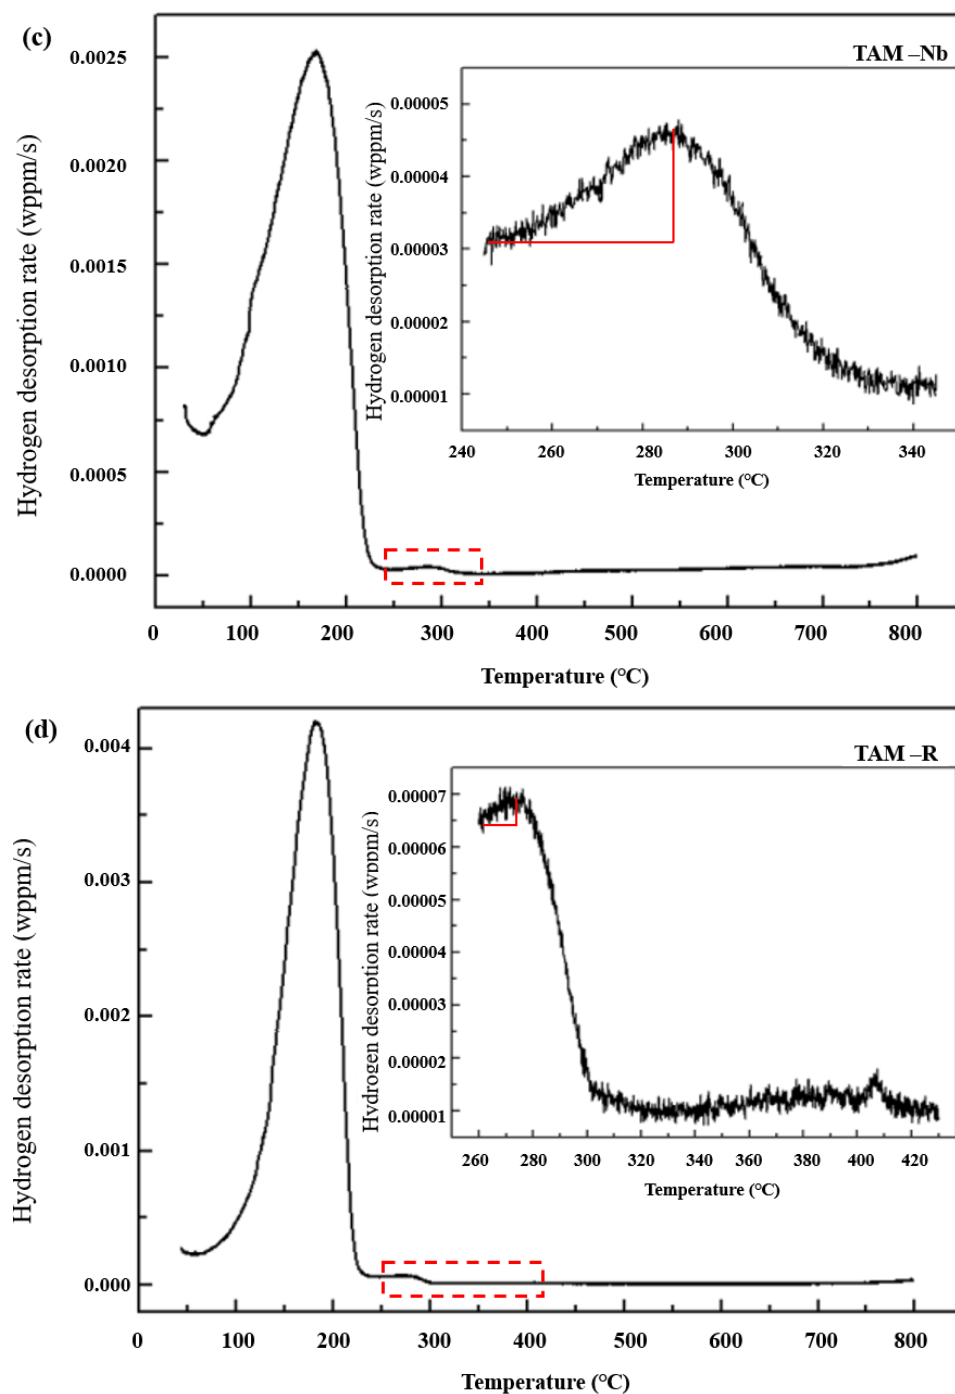 (c)
TAM –Nb
Hydrogen desorption rate (wppm/s)
0.0025
0.0020
0.0015
0.0010
0.0005
0.0000
0 100 200 300 400 500 600 700 800
Temperature (°C)
Hydrogen desorption rate (wppm/s)
0.00005
0.00004
0.00003
0.00002
0.00001
240 260 280 300 320 340
Temperature (°C)
(d)
TAM –R
Hydrogen desorption rate (wppm/s)
0.004
0.003
0.002
0.001
0.000
0 100 200 300 400 500 600 700 800
Temperature (°C)
Hydrogen desorption rate (wppm/s)
0.00007
0.00006
0.00005
0.00004
0.00003
0.00002
0.00001
260 280 300 320 340 360 380 400 420
Temperature (°C)